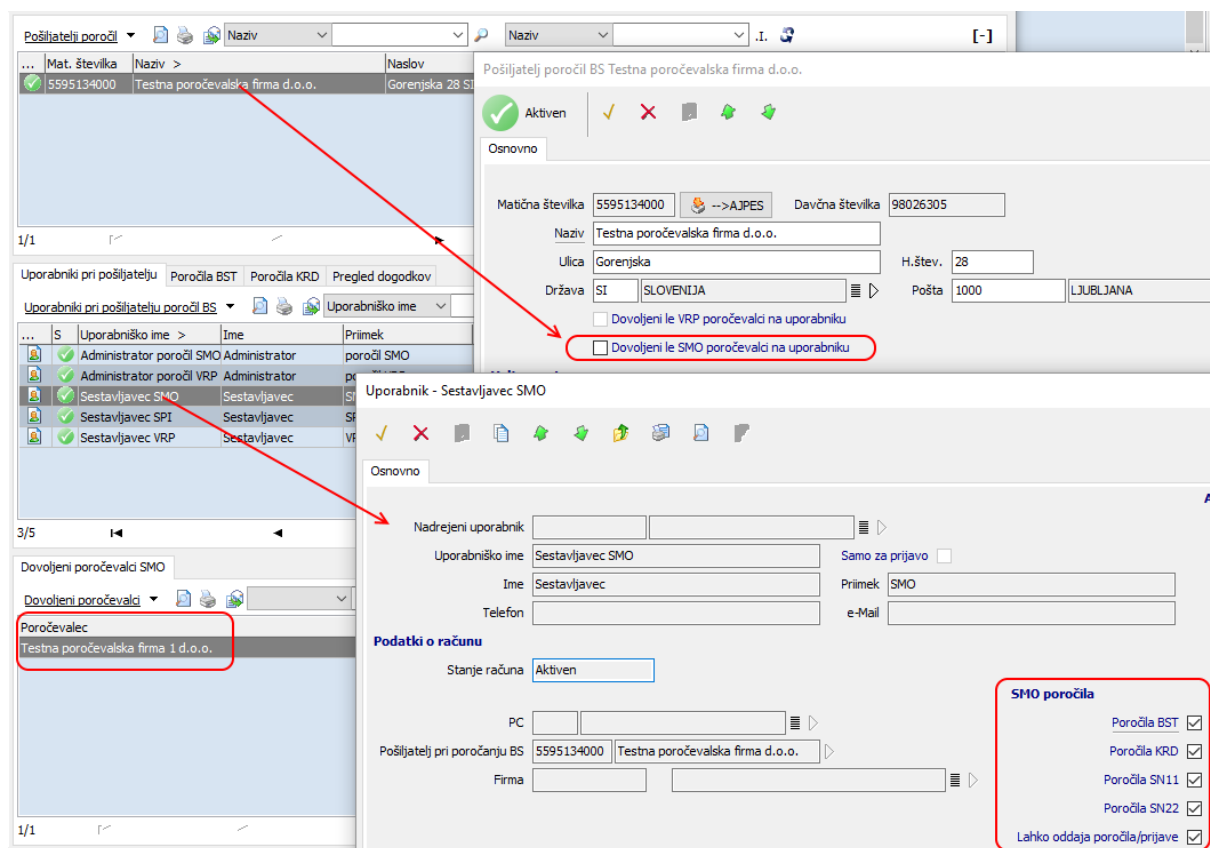 Pošiljatelji poročil Naziv Naziv .I. [-]
... Mat. številka Naziv > Naslov
5595134000 Testna poročevalska firma d.o.o. Gorenjska 28 SI
1/1
Pošiljatelj poročil BS Testna poročevalska firma d.o.o.
Aktiven
Osnovno
Matična številka 5595134000 -->AJPES Davčna številka 98026305
Naziv Testna poročevalska firma d.o.o.
Ulica Gorenjska H.štev. 28
Država SI SLOVENIJA Pošta 1000 LJUBLJANA
Dovoljeni le VRP poročevalci na uporabniku
Dovoljeni le SMO poročevalci na uporabniku
Uporabniki pri pošiljatelju Poročila BST Poročila KRD Pregled dogodkov
Uporabniki pri pošiljatelju poročil BS Uporabniško ime
... S Uporabniško ime > Ime Priimek
Administrator poročil SMO Administrator poročil SMO
Administrator poročil VRP Administrator
Sestavljavec SMO Sestavljavec
Sestavljavec SPI Sestavljavec
Sestavljavec VRP Sestavljavec
3/5
Dovoljeni poročevalci SMO
Dovoljeni poročevalci
Poročevalec
Testna poročevalska firma 1 d.o.o.
1/1
Uporabnik - Sestavljavec SMO
Osnovno
Nadrejeni uporabnik
Uporabniško ime Sestavljavec SMO Samo za prijavo
Ime Sestavljavec Priimek SMO
Telefon e-Mail
Podatki o računu
Stanje računa Aktiven
PC
Pošiljatelj pri poročanju BS 5595134000 Testna poročevalska firma d.o.o.
Firma
SMO poročila
Poročila BST
Poročila KRD
Poročila SN11
Poročila SN22
Lahko oddaja poročila/prijave